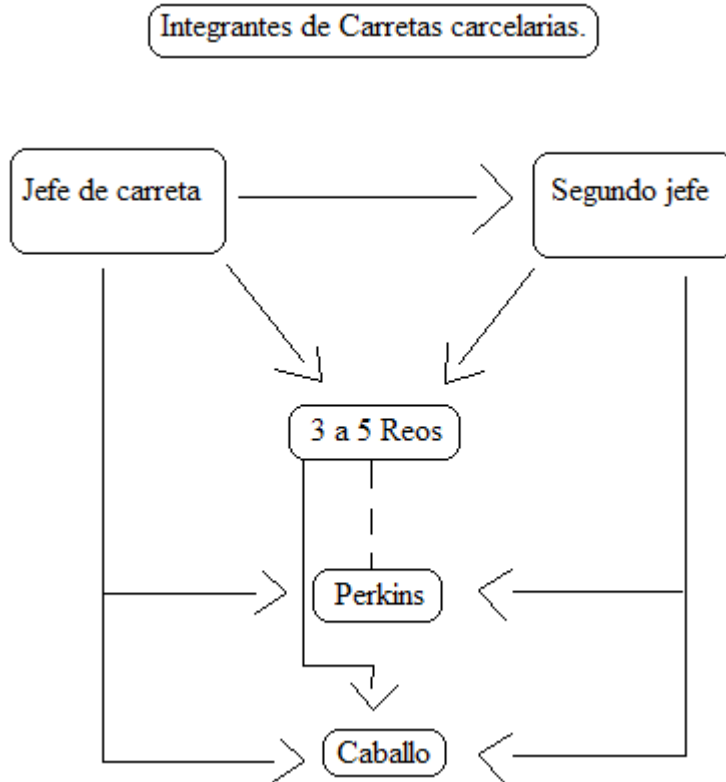 Integrantes de Carretas carcelarias.
Jefe de carreta
Segundo jefe
3 a 5 Reos
Perkins
Caballo